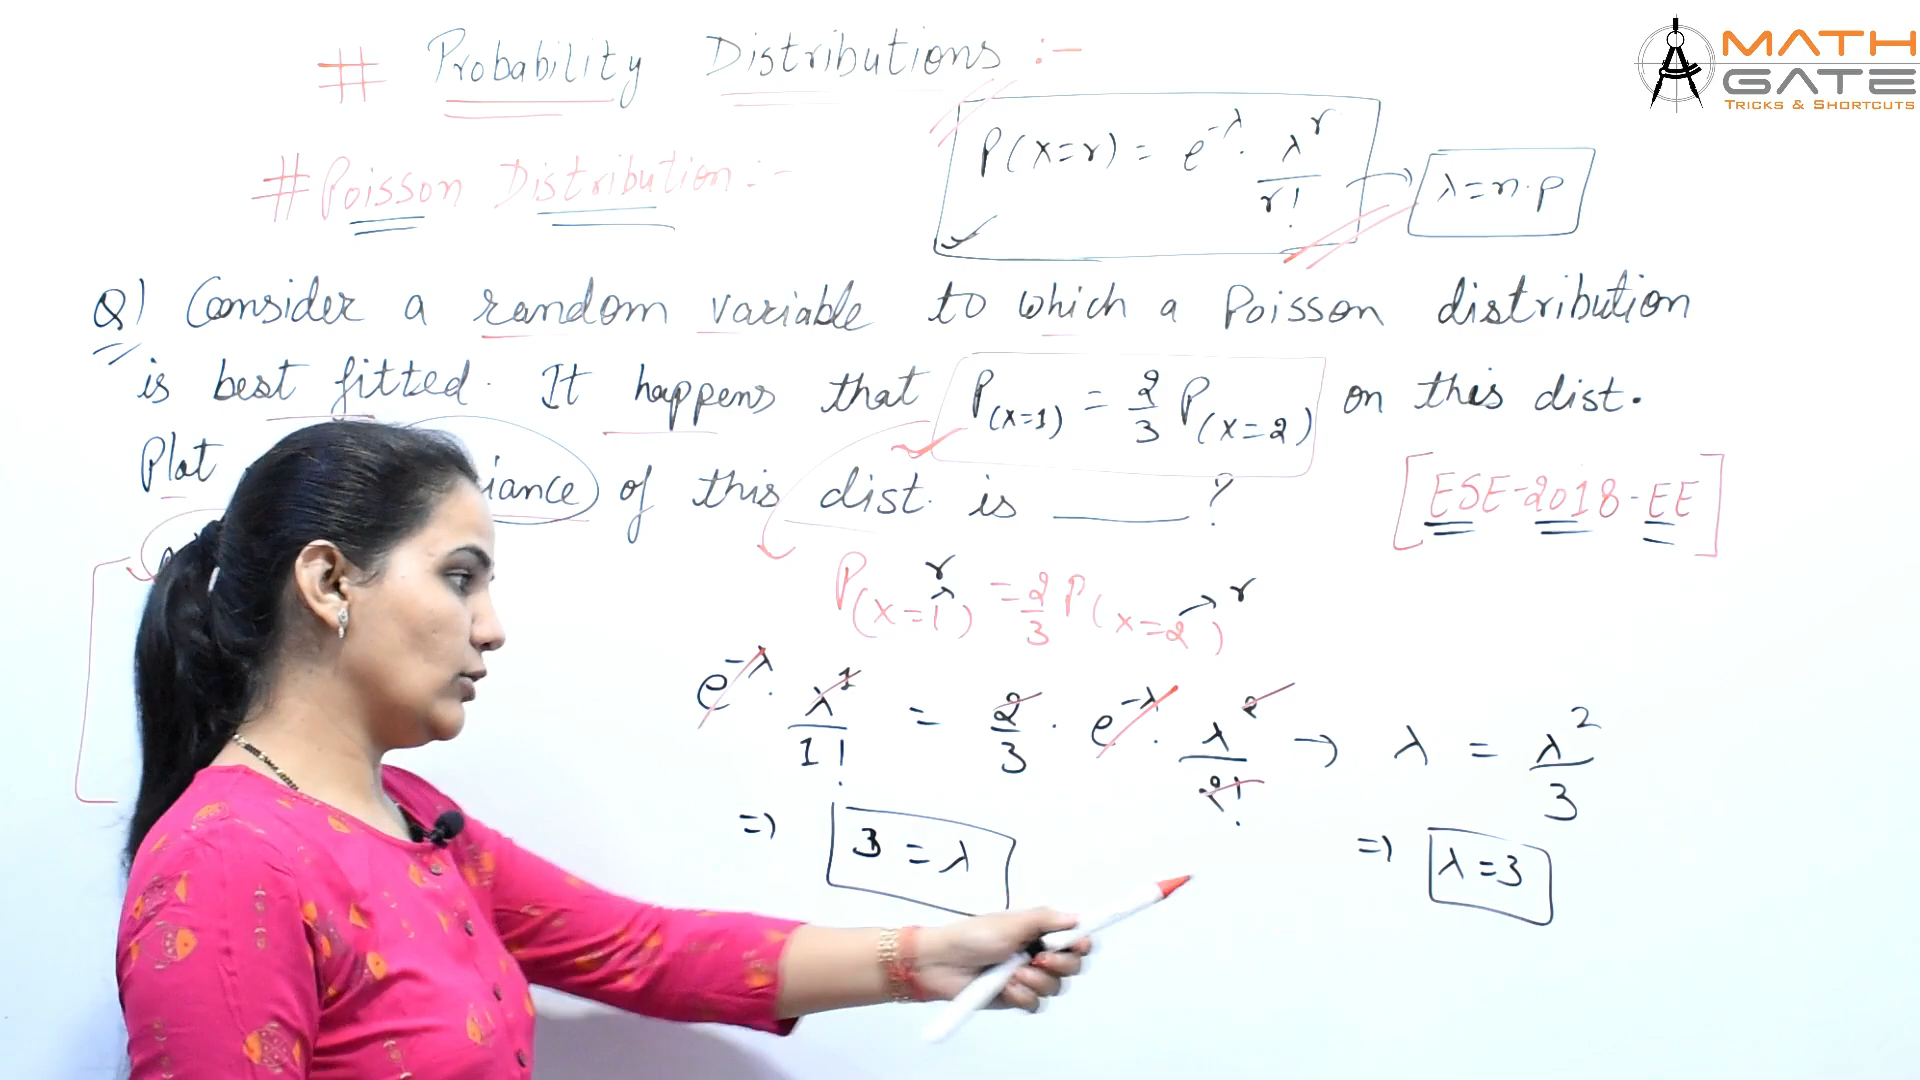 # Probability Distributions :-
MATH
GATE
TRICKS & SHORTCUTS
# Poisson Distribution :-
P(x=r) = e^-λ · λ^r / r!
λ = n·p
Q) Consider a random variable to which a Poisson distribution
is best fitted. It happens that P(x=1) = 2/3 P(x=2) on this dist.
Plot iance of this dist. is ____ ?
[ESE-2018-EE]
P(x=1) = 2/3 P(x=2)
r r
e^-λ · λ^1 / 1! = 2/3 · e^-λ · λ^2 / 2! → λ = λ^2 / 3
⇒ 3 = λ ⇒ λ = 3